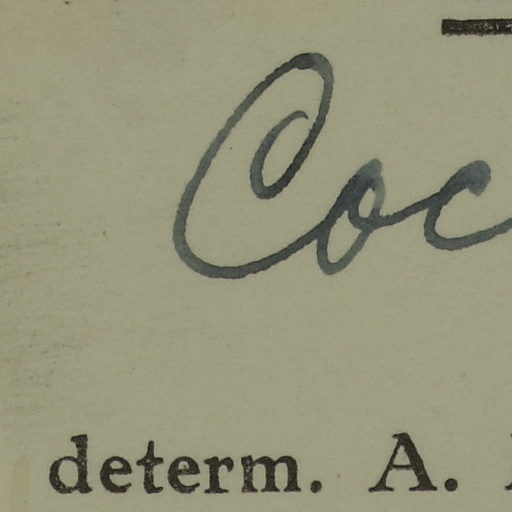 Coc
determ. A.